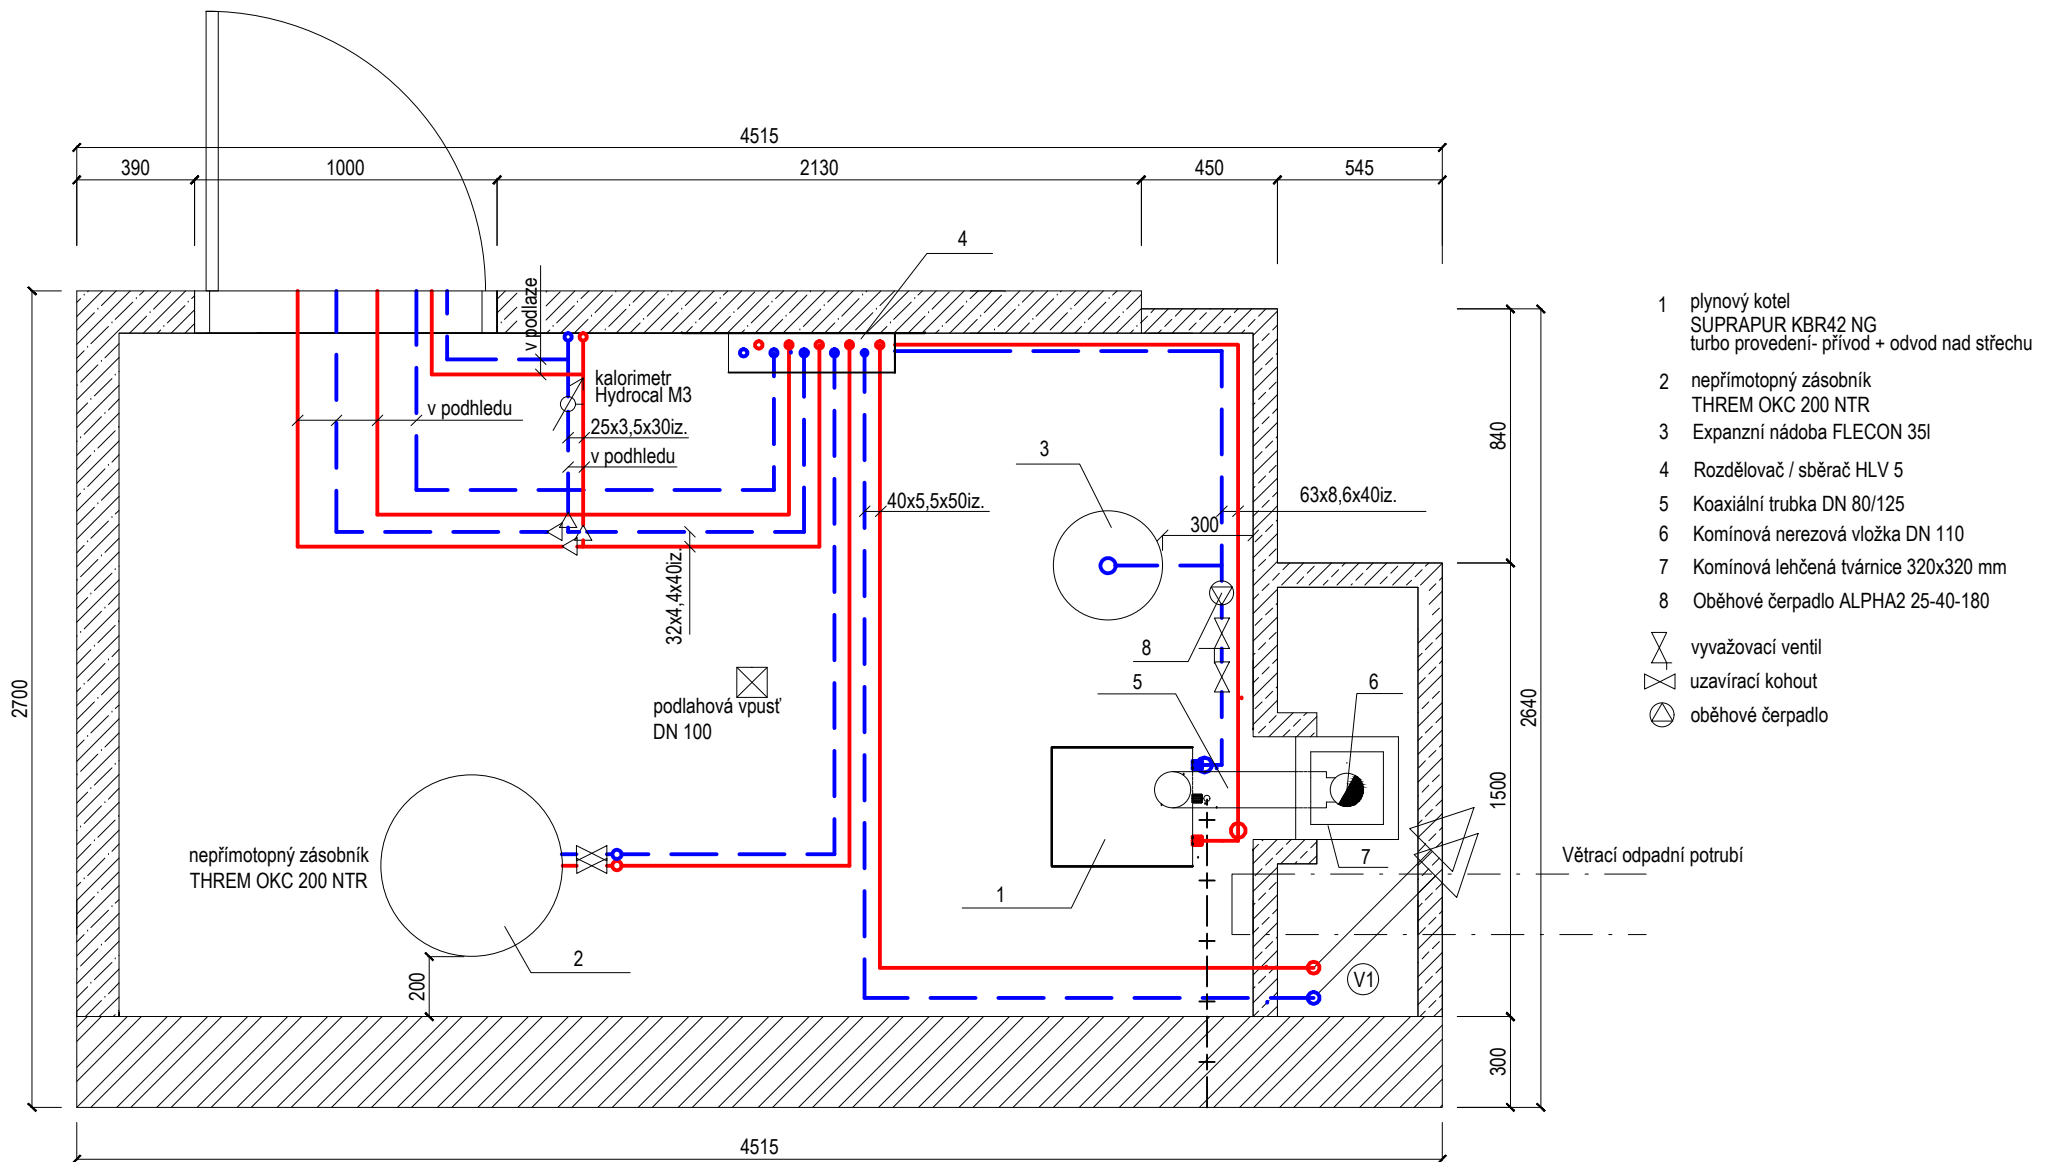 4515
390
1000
2130
450
545
4
v podlaze
kalorimetr
Hydrocal M3
v podhledu
25x3,5x30iz.
v podhledu
3
40x5,5x50iz.
63x8,6x40iz.
300
32x4,4x40iz.
8
5
6
podlahová vpusť
DN 100
2700
840
1500
2640
300
nepřímotopný zásobník
THREM OKC 200 NTR
7
Větrací odpadní potrubí
1
2
200
V1
4515
1 plynový kotel
SUPRAPUR KBR42 NG
turbo provedení- přívod + odvod nad střechu
2 nepřímotopný zásobník
THREM OKC 200 NTR
3 Expanzní nádoba FLECON 35l
4 Rozdělovač / sběrač HLV 5
5 Koaxiální trubka DN 80/125
6 Komínová nerezová vložka DN 110
7 Komínová lehčená tvárnice 320x320 mm
8 Oběhové čerpadlo ALPHA2 25-40-180
vyvažovací ventil
uzavírací kohout
oběhové čerpadlo